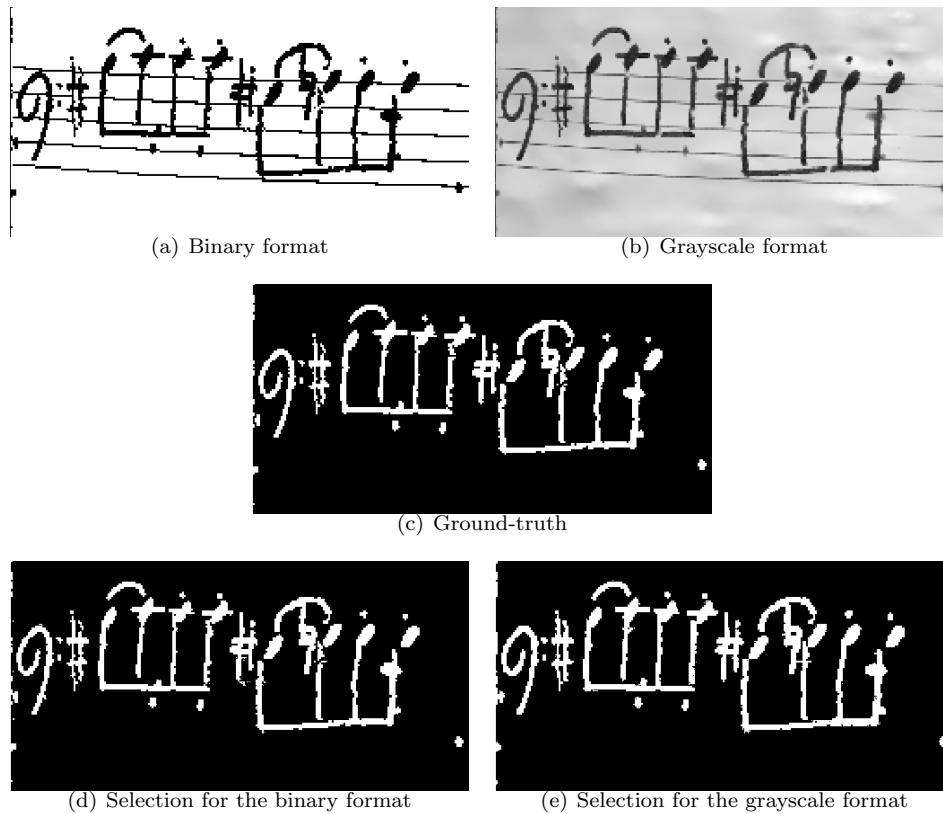 (a) Binary format
(b) Grayscale format
(c) Ground-truth
(d) Selection for the binary format
(e) Selection for the grayscale format